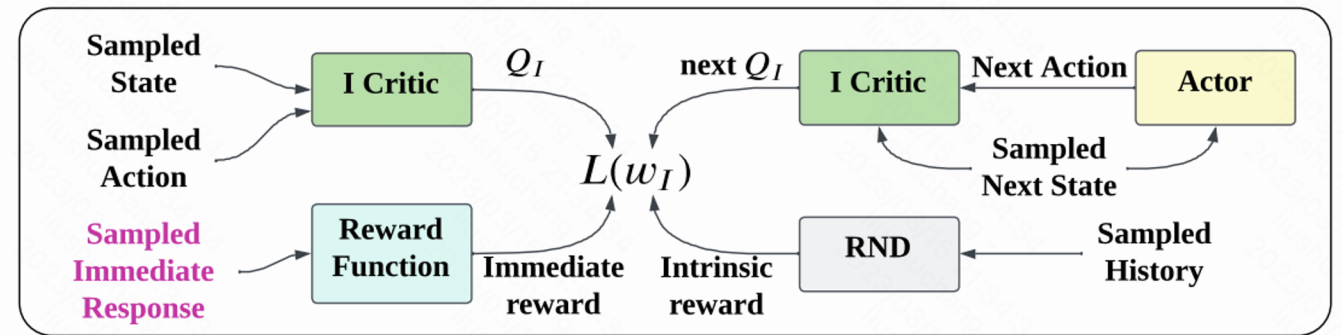 Sampled
State
Sampled
Action
Sampled
Immediate
Response
I Critic
Reward
Function
Q_I
Immediate
reward
L(w_I)
next Q_I
Intrinsic
reward
I Critic
RND
Next Action
Actor
Sampled
Next State
Sampled
History